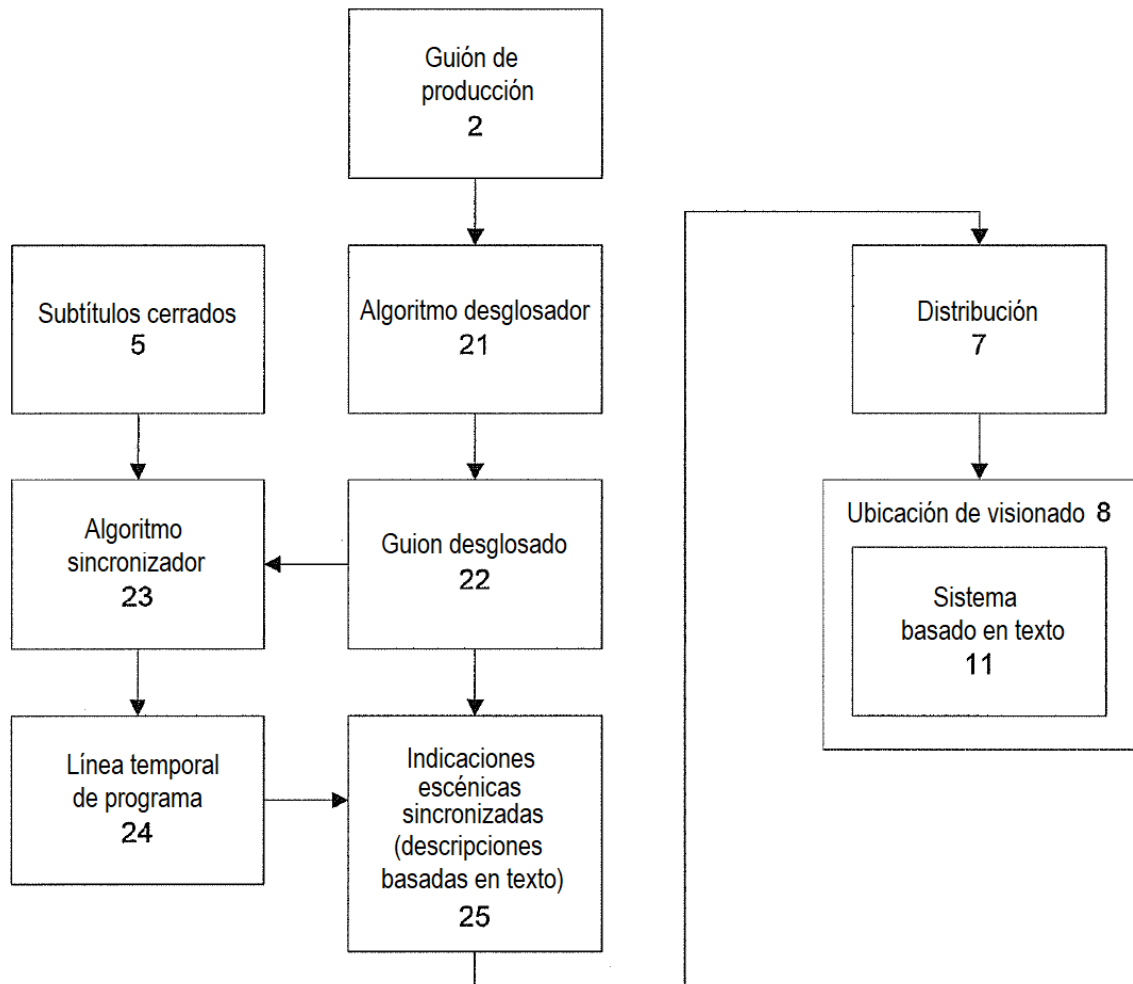 Guión de
producción
2
Subtítulos cerrados
5
Algoritmo desglosador
21
Distribución
7
Algoritmo
sincronizador
23
Guion desglosado
22
Ubicación de visionado 8
Sistema
basado en texto
11
Línea temporal
de programa
24
Indicaciones
escénicas
sincronizadas
(descripciones
basadas en texto)
25